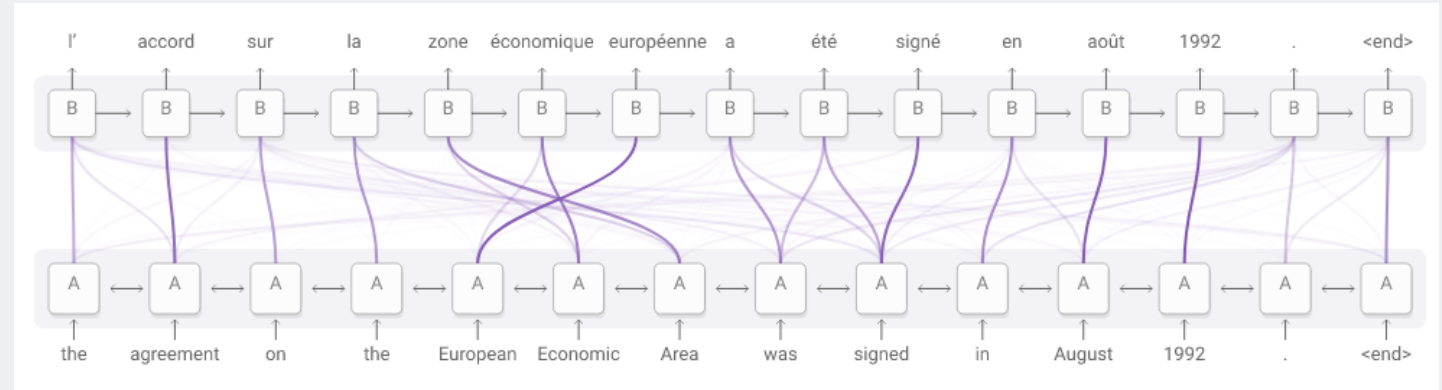 l’ accord sur la zone économique européenne a été signé en août 1992 . <end>
B B B B B B B B B B B B B B B
A A A A A A A A A A A A A A
the agreement on the European Economic Area was signed in August 1992 . <end>